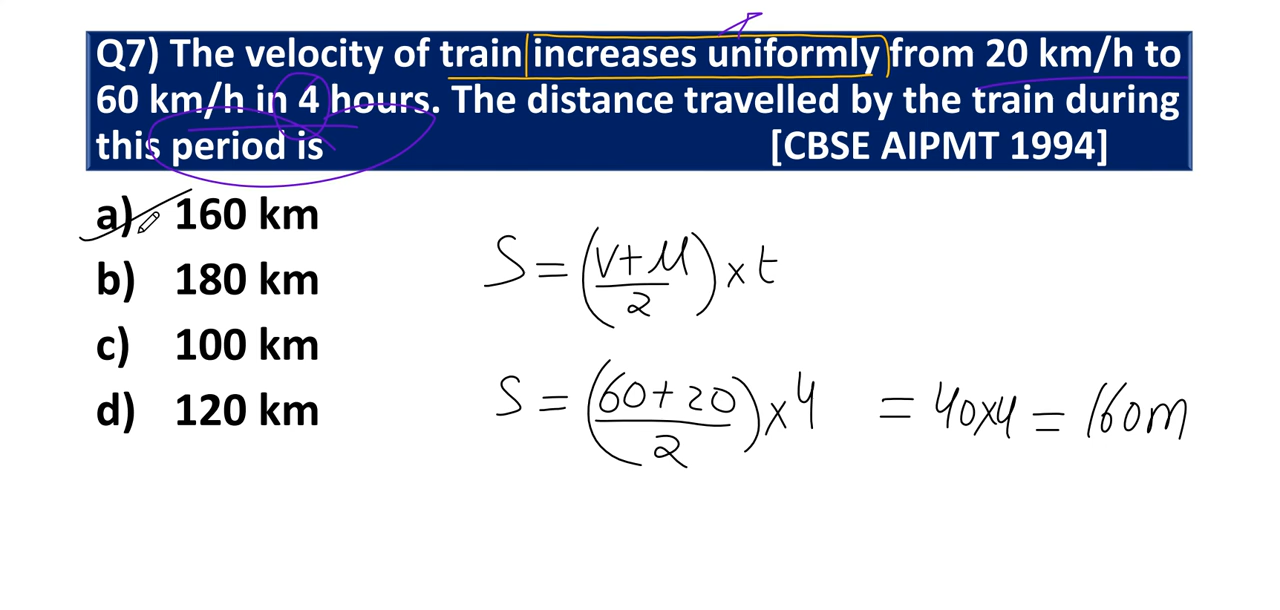 Q7) The velocity of train increases uniformly from 20 km/h to
60 km/h in 4 hours. The distance travelled by the train during
this period is [CBSE AIPMT 1994]
a) 160 km
b) 180 km
c) 100 km
d) 120 km
S = (v+u/2) × t
S = (60+20/2) × 4 = 40×4 = 160m